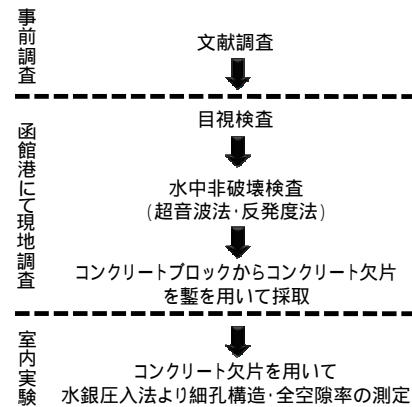 事前調査
文献調査
函館港にて現地調査
目視検査
水中非破壊検査
(超音波法・反発度法)
コンクリートブロックからコンクリート欠片
を鏨を用いて採取
室内実験
コンクリート欠片を用いて
水銀圧入法より細孔構造・全空隙率の測定